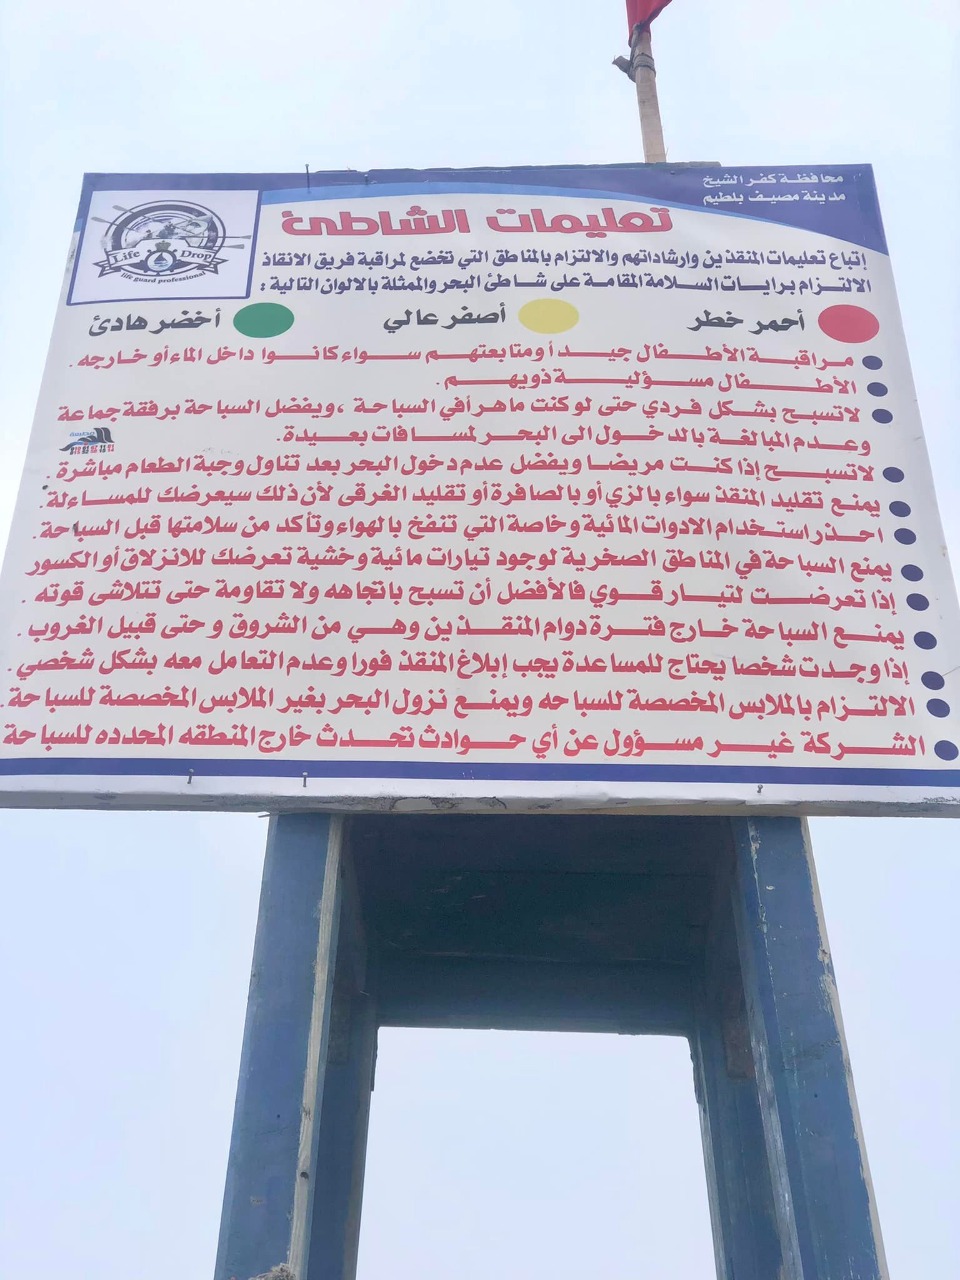 محافظة كفر الشيخ
مدينة مصيف بلطيم
Life Drop
life guard professional
تعليمات الشاطئ
إتباع تعليمات المنقذين وارشاداتهم والالتزام بالمناطق التي تخضع لمراقبة فريق الانقاذ
الالتزام برايات السلامة المقامة على شاطئ البحر والممثلة بالالوان التالية :
أحمر خطر أصفر عالي أخضر هادئ
مراقبة الأطفال جيدا ومتابعتهم سواء كانوا داخل الماء أو خارجه .
الأطفال مسؤلية ذويهم .
لاتسبح بشكل فردي حتى لو كنت ماهرا في السباحة ، ويفضل السباحة برفقة جماعة
وعدم المبالغة بالدخول الى البحر لمسافات بعيدة.
لاتسبح إذا كنت مريضا ويفضل عدم دخول البحر بعد تناول وجبة الطعام مباشرة .
يمنع تقليد المنقذ سواء بالزي أو بالصافرة أو تقليد الغرقى لأن ذلك سيعرضك للمساءلة.
احذر استخدام الادوات المائية وخاصة التي تنفخ بالهواء وتأكد من سلامتها قبل السباحة.
يمنع السباحة في المناطق الصخرية لوجود تيارات مائية وخشية تعرضك للانزلاق أو الكسور
إذا تعرضت لتيار قوي فالأفضل أن تسبح باتجاهه ولا تقاومة حتى تتلاشى قوته .
يمنع السباحة خارج فترة دوام المنقذين وهي من الشروق وحتى قبيل الغروب .
إذا وجدت شخصا يحتاج للمساعدة يجب إبلاغ المنقذ فورا وعدم التعامل معه بشكل شخصي .
الالتزام بالملابس المخصصة للسباحه ويمنع نزول البحر بغير الملابس المخصصة للسباحة.
الشركة غير مسؤول عن أي حوادث تحدث خارج المنطقه المحدده للسباحة